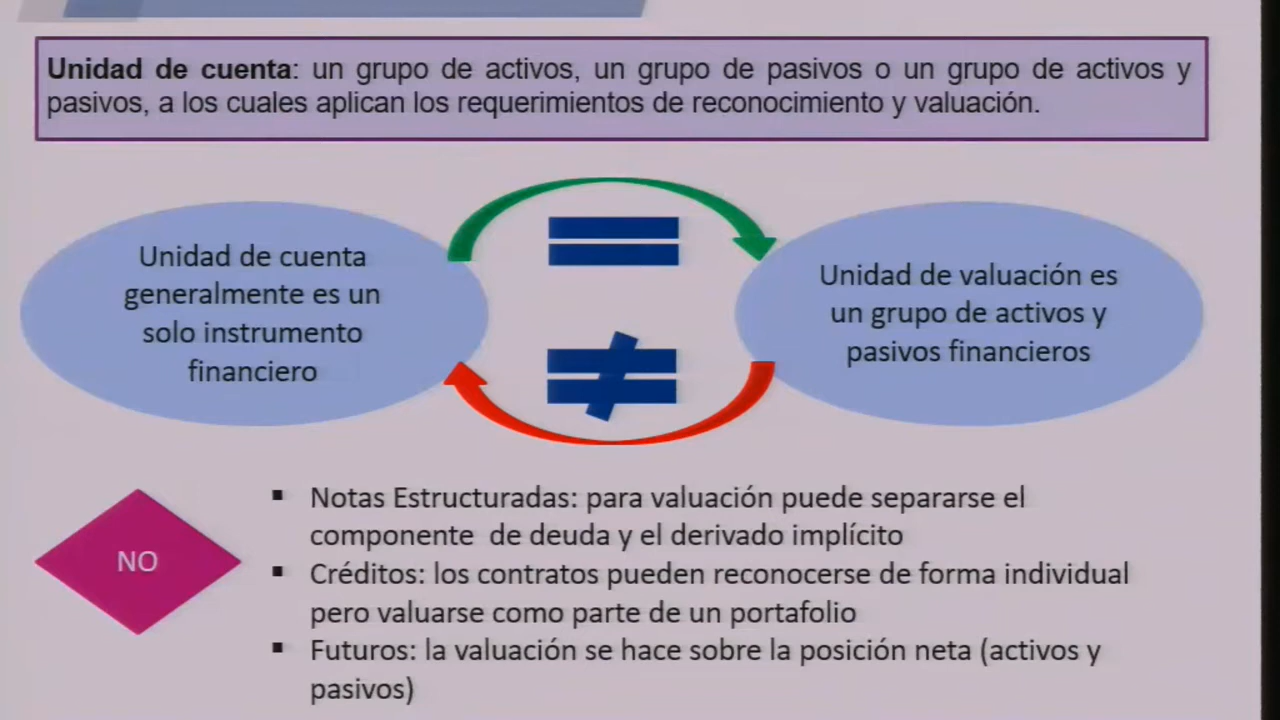 Unidad de cuenta: un grupo de activos, un grupo de pasivos o un grupo de activos y
pasivos, a los cuales aplican los requerimientos de reconocimiento y valuación.
Unidad de cuenta
generalmente es un
solo instrumento
financiero
Unidad de valuación es
un grupo de activos y
pasivos financieros
NO
▪ Notas Estructuradas: para valuación puede separarse el
componente de deuda y el derivado implícito
▪ Créditos: los contratos pueden reconocerse de forma individual
pero valuarse como parte de un portafolio
▪ Futuros: la valuación se hace sobre la posición neta (activos y
pasivos)